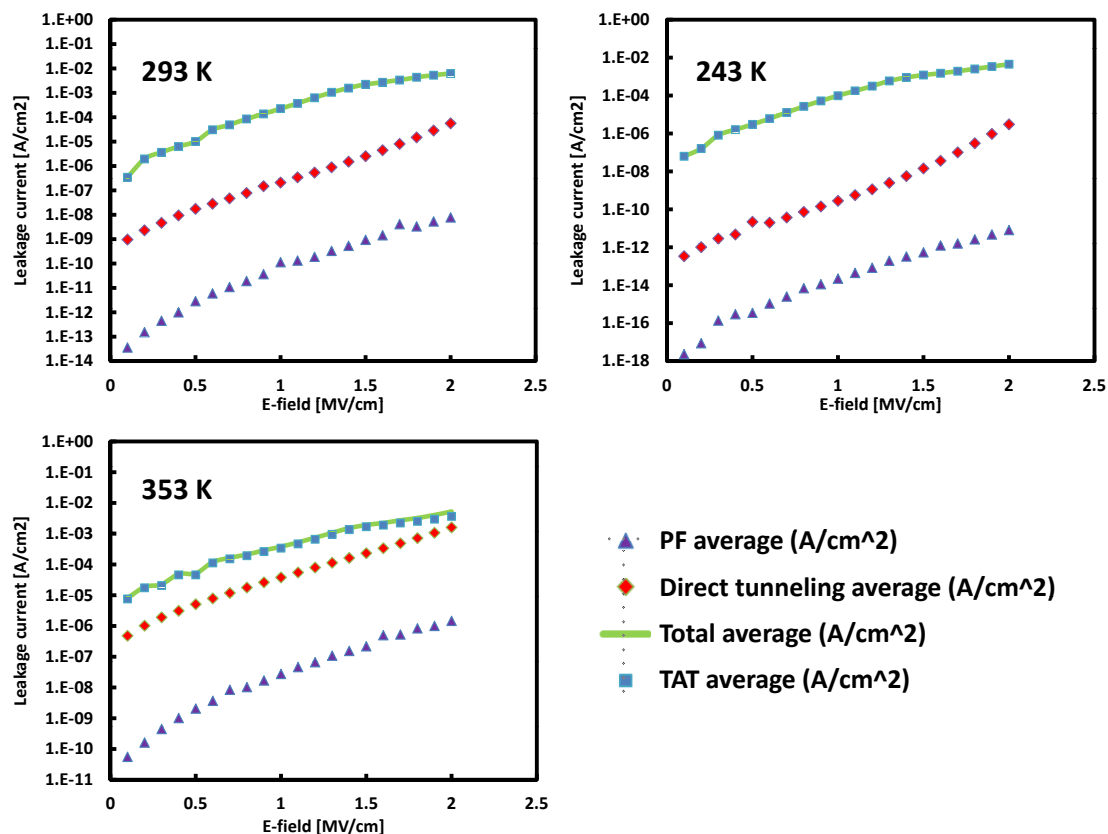 1.E+00
1.E-01
1.E-02
1.E-03
1.E-04
1.E-05
1.E-06
1.E-07
1.E-08
1.E-09
1.E-10
1.E-11
1.E-12
1.E-13
1.E-14
Leakage current [A/cm2]
293 K
0 0.5 1 1.5 2 2.5
E-field [MV/cm]
1.E+00
1.E-02
1.E-04
1.E-06
1.E-08
1.E-10
1.E-12
1.E-14
1.E-16
1.E-18
Leakage current [A/cm2]
243 K
0 0.5 1 1.5 2 2.5
E-field [MV/cm]
1.E+00
1.E-01
1.E-02
1.E-03
1.E-04
1.E-05
1.E-06
1.E-07
1.E-08
1.E-09
1.E-10
1.E-11
Leakage current [A/cm2]
353 K
0 0.5 1 1.5 2 2.5
E-field [MV/cm]
PF average (A/cm^2)
Direct tunneling average (A/cm^2)
Total average (A/cm^2)
TAT average (A/cm^2)